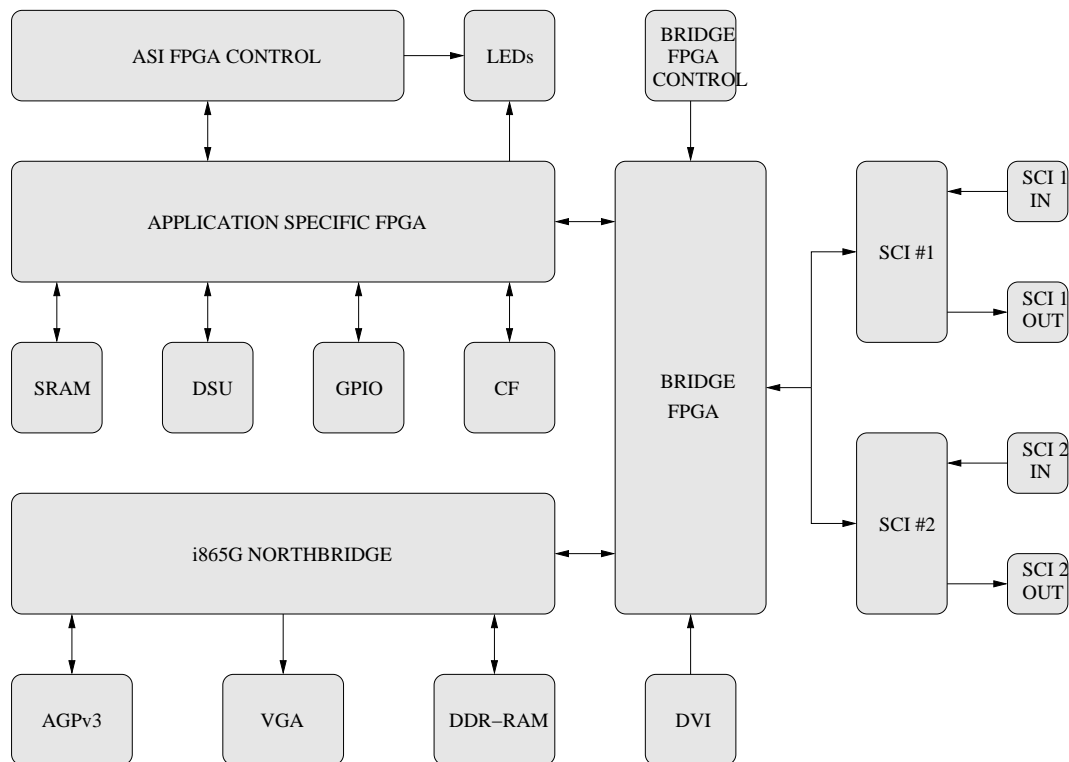 ASI FPGA CONTROL
LEDs
BRIDGE
FPGA
CONTROL
APPLICATION SPECIFIC FPGA
SCI #1
SCI 1
IN
SCI 1
OUT
SRAM
DSU
GPIO
CF
BRIDGE
FPGA
SCI #2
SCI 2
IN
SCI 2
OUT
i865G NORTHBRIDGE
AGPv3
VGA
DDR−RAM
DVI